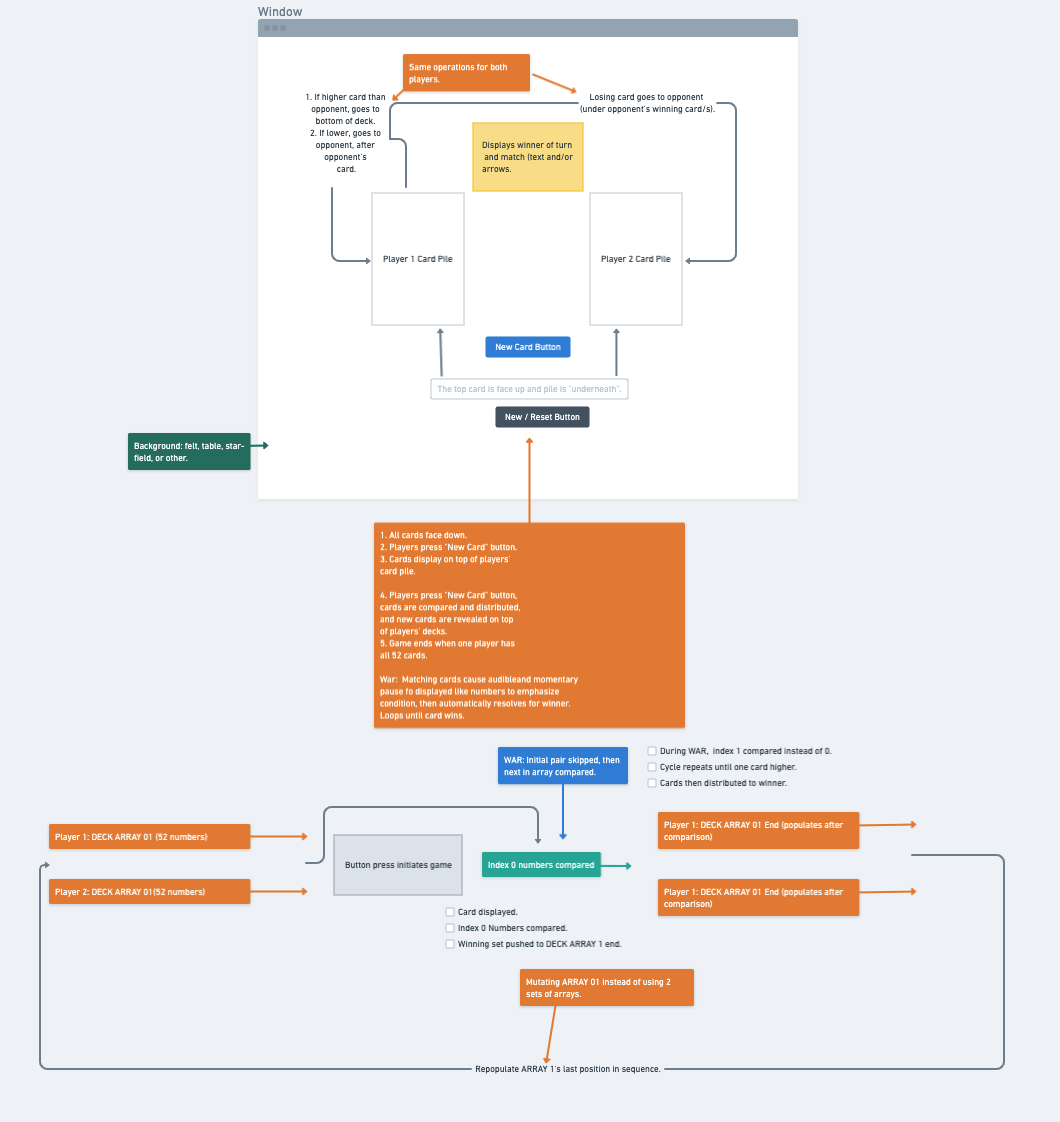 Window
Same operations for both
players.
1. If higher card than
opponent, goes to
bottom of deck.
2. If lower, goes to
opponent, after
opponent's
card.
Losing card goes to opponent
(under opponent's winning card/s).
Displays winner of turn
and match (text and/or
arrows.
Player 1 Card Pile
Player 2 Card Pile
New Card Button
The top card is face up and pile is "underneath".
New / Reset Button
Background: felt, table, star-
field, or other.
1. All cards face down.
2. Players press "New Card" button.
3. Cards display on top of players'
card pile.
4. Players press "New Card" button,
cards are compared and distributed,
and new cards are revealed on top
of players' decks.
5. Game ends when one player has
all 52 cards.
War:  Matching cards cause audibleand momentary
pause fo displayed like numbers to emphasize
condition, then automatically resolves for winner.
Loops until card wins.
WAR: Initial pair skipped, then
next in array compared.
During WAR,  index 1 compared instead of 0.
Cycle repeats until one card higher.
Cards then distributed to winner.
Player 1: DECK ARRAY 01 (52 numbers)
Player 2: DECK ARRAY 01(52 numbers)
Button press initiates game
Index 0 numbers compared
Player 1: DECK ARRAY 01 End (populates after
comparison)
Player 1: DECK ARRAY 01 End (populates after
comparison)
Card displayed.
Index 0 Numbers compared.
Winning set pushed to DECK ARRAY 1 end.
Mutating ARRAY 01 instead of using 2
sets of arrays.
Repopulate ARRAY 1's last position in sequence.